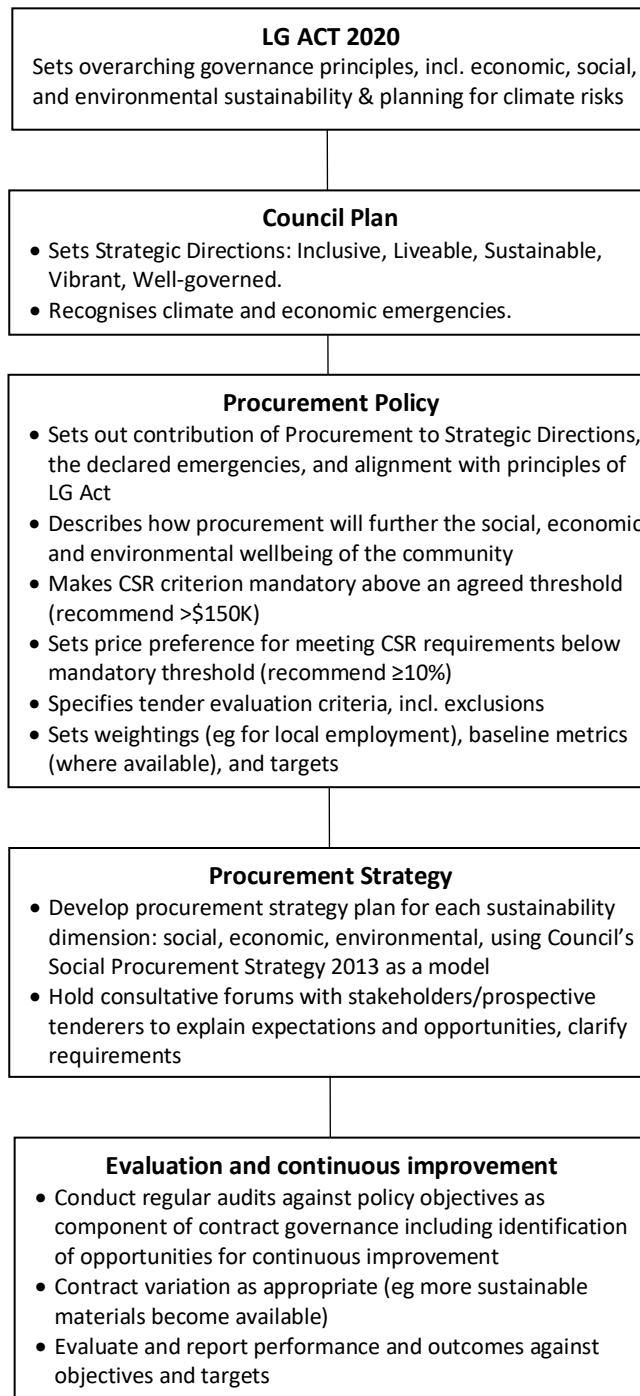 LG ACT 2020
Sets overarching governance principles, incl. economic, social,
and environmental sustainability & planning for climate risks
Council Plan
• Sets Strategic Directions: Inclusive, Liveable, Sustainable,
Vibrant, Well-governed.
• Recognises climate and economic emergencies.
Procurement Policy
• Sets out contribution of Procurement to Strategic Directions,
the declared emergencies, and alignment with principles of
LG Act
• Describes how procurement will further the social, economic
and environmental wellbeing of the community
• Makes CSR criterion mandatory above an agreed threshold
(recommend >$150K)
• Sets price preference for meeting CSR requirements below
mandatory threshold (recommend ≥10%)
• Specifies tender evaluation criteria, incl. exclusions
• Sets weightings (eg for local employment), baseline metrics
(where available), and targets
Procurement Strategy
• Develop procurement strategy plan for each sustainability
dimension: social, economic, environmental, using Council’s
Social Procurement Strategy 2013 as a model
• Hold consultative forums with stakeholders/prospective
tenderers to explain expectations and opportunities, clarify
requirements
Evaluation and continuous improvement
• Conduct regular audits against policy objectives as
component of contract governance including identification
of opportunities for continuous improvement
• Contract variation as appropriate (eg more sustainable
materials become available)
• Evaluate and report performance and outcomes against
objectives and targets